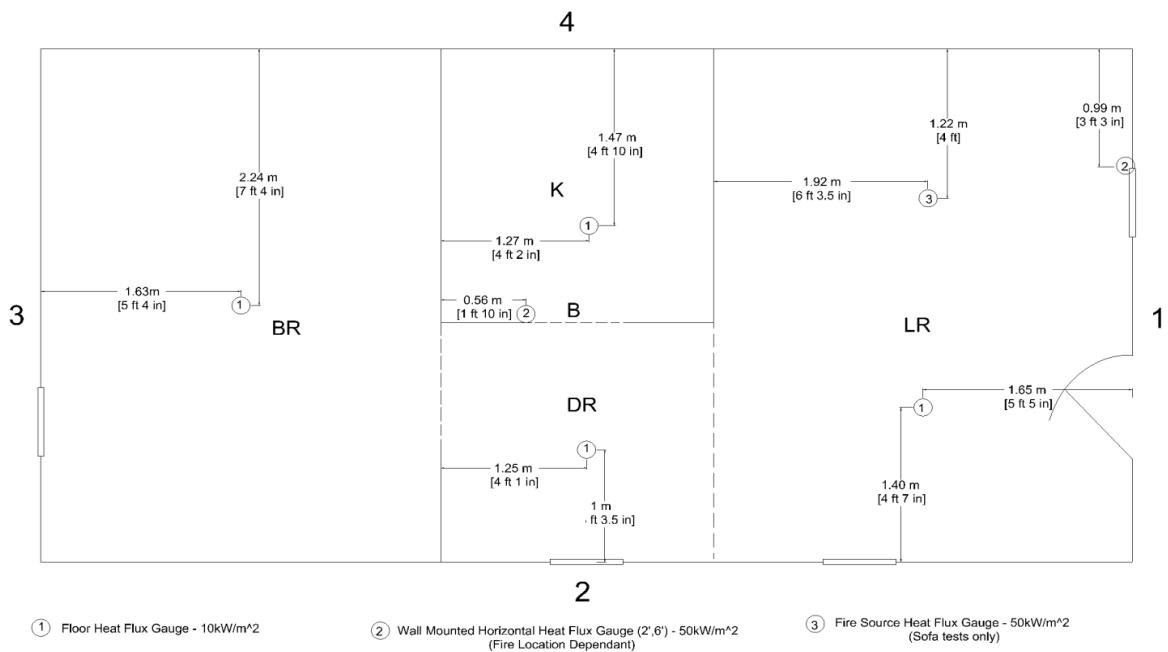 4
0.99 m
[3 ft 3 in]
1.22 m
[4 ft]
1.47 m
[4 ft 10 in]
2.24 m
[7 ft 4 in]
K
1.92 m
[6 ft 3.5 in]
2
3
1
1.27 m
[4 ft 2 in]
1.63m
[5 ft 4 in]
1
0.56 m
[1 ft 10 in]
2
B
3
BR
LR
1
DR
1.65 m
[5 ft 5 in]
1
1
1.25 m
[4 ft 1 in]
1.40 m
[4 ft 7 in]
1 m
ft 3.5 in]
2
1 Floor Heat Flux Gauge - 10kW/m^2
2 Wall Mounted Horizontal Heat Flux Gauge (2',6') - 50kW/m^2
(Fire Location Dependant)
3 Fire Source Heat Flux Gauge - 50kW/m^2
(Sofa tests only)